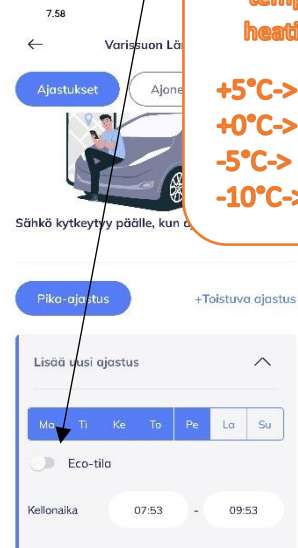 7.58
Varissuon Lä
Ajastukset
Ajone
temp
heati
+5°C->
+0°C->
-5°C->
-10°C->
Sähkö kytkeytyy päälle, kun
Pika-ajastus
+Toistuva ajastus
Lisää uusi ajastus
Ma Ti Ke To Pe La Su
Eco-tila
Kellonaika 07:53 - 09:53